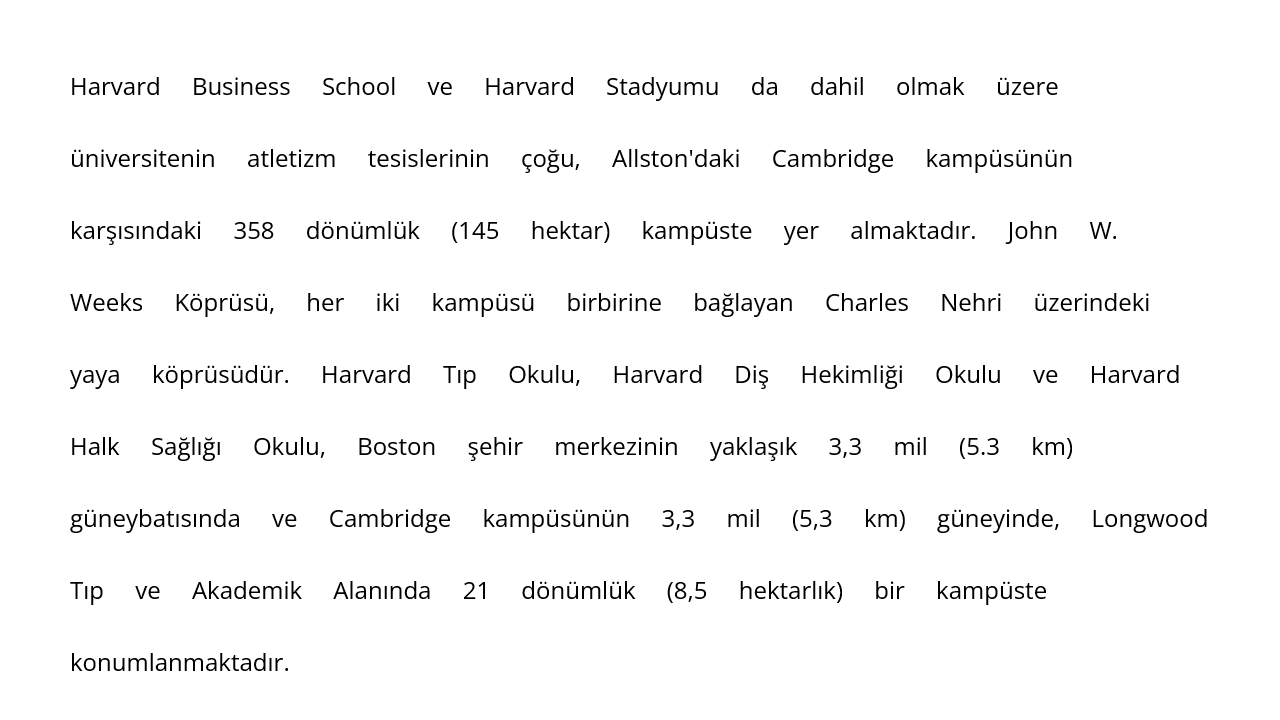 Harvard Business School ve Harvard Stadyumu da dahil olmak üzere
üniversitenin atletizm tesislerinin çoğu, Allston'daki Cambridge kampüsünün
karşısındaki 358 dönümlük (145 hektar) kampüste yer almaktadır. John W.
Weeks Köprüsü, her iki kampüsü birbirine bağlayan Charles Nehri üzerindeki
yaya köprüsüdür. Harvard Tıp Okulu, Harvard Diş Hekimliği Okulu ve Harvard
Halk Sağlığı Okulu, Boston şehir merkezinin yaklaşık 3,3 mil (5.3 km)
güneybatısında ve Cambridge kampüsünün 3,3 mil (5,3 km) güneyinde, Longwood
Tıp ve Akademik Alanında 21 dönümlük (8,5 hektarlık) bir kampüste
konumlanmaktadır.